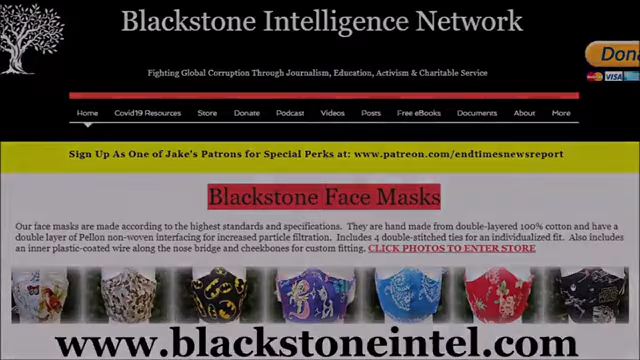 Blackstone Intelligence Network
Fighting Global Corruption Through Journalism, Education, Activism & Charitable Service
Home Covid19 Resources Store Donate Podcast Videos Posts Free eBooks Documents About More
Sign Up As One of Jake's Patrons for Special Perks at: www.patreon.com/endtimesnewsreport
Blackstone Face Masks
Our face masks are made according to the highest standards and specifications. They are hand made from double-layered 100% cotton and have a
double layer of Pellon non-woven interfacing for increased particle filtration. Includes 4 double-stitched ties for an individualized fit. Also includes
an inner plastic-coated wire along the nose bridge and cheekbones for custom fitting. CLICK PHOTOS TO ENTER STORE
www.blackstoneintel.com